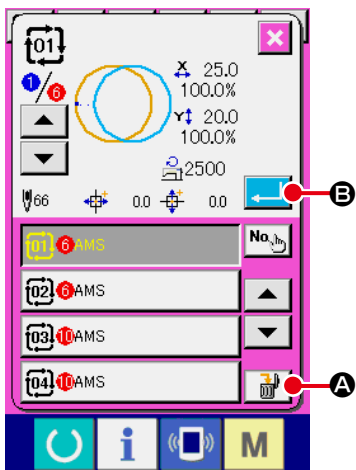 01
X 25.0
1/6 100.0%
Y 20.0
100.0%
2500
B
66 0.0 0.0
01 6 AMS No.
02 6 AMS
03 10 AMS
04 10 AMS
A
i M